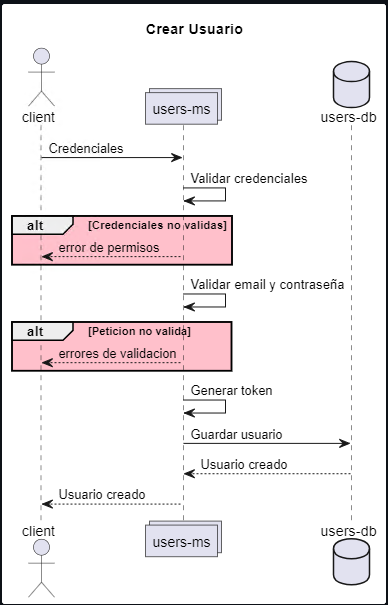 Crear Usuario
client
users-ms
users-db
Credenciales
Validar credenciales
alt
[Credenciales no validas]
error de permisos
Validar email y contraseña
alt
[Peticion no valida]
errores de validacion
Generar token
Guardar usuario
Usuario creado
Usuario creado
client
users-ms
users-db